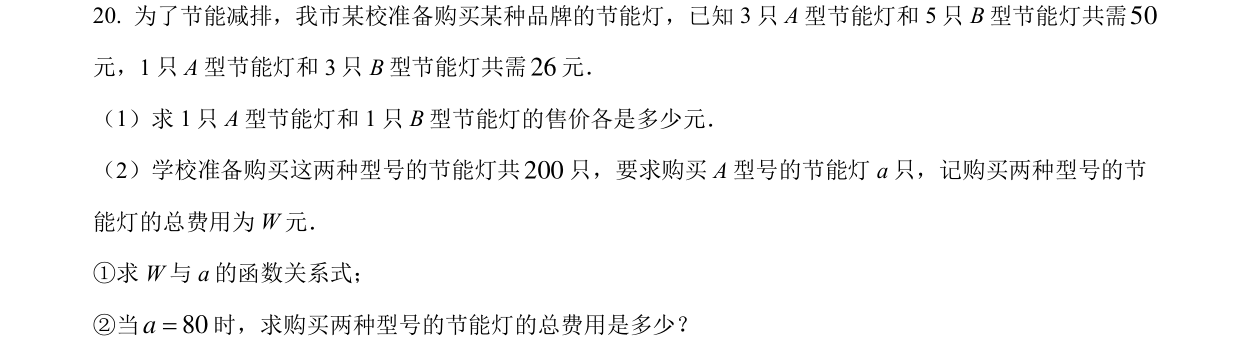 20. 为了节能减排，我市某校准备购买某种品牌的节能灯，已知 3 只 A 型节能灯和 5 只 B 型节能灯共需 50
元，1 只 A 型节能灯和 3 只 B 型节能灯共需 26 元．
（1）求 1 只 A 型节能灯和 1 只 B 型节能灯的售价各是多少元．
（2）学校准备购买这两种型号的节能灯共 200 只，要求购买 A 型号的节能灯 a 只，记购买两种型号的节
能灯的总费用为 W 元．
①求 W 与 a 的函数关系式；
②当 a = 80 时，求购买两种型号的节能灯的总费用是多少？